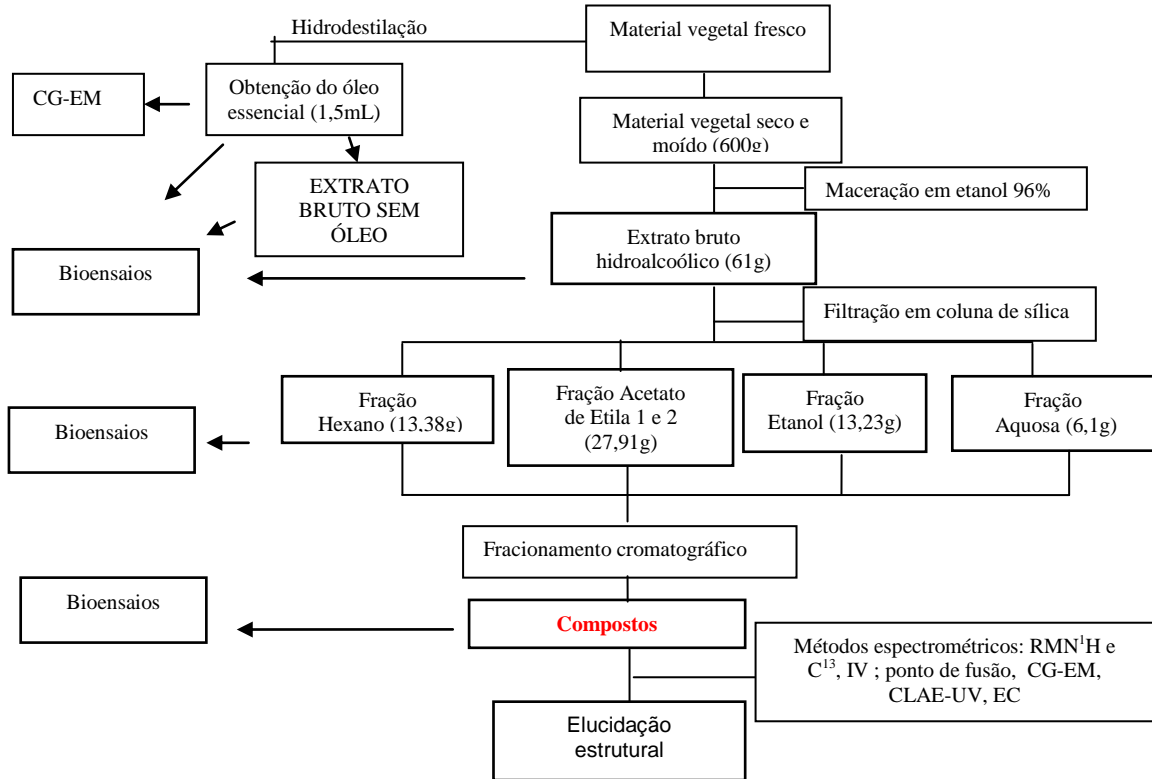 Hidrodestilação
Material vegetal fresco
CG-EM
Obtenção do óleo
essencial (1,5mL)
Material vegetal seco e
moído (600g)
EXTRATO
BRUTO SEM
ÓLEO
Maceração em etanol 96%
Extrato bruto
hidroalcoólico (61g)
Bioensaios
Filtração em coluna de sílica
Fração
Hexano (13,38g)
Fração Acetato
de Etila 1 e 2
(27,91g)
Fração
Etanol (13,23g)
Fração
Aquosa (6,1g)
Bioensaios
Fracionamento cromatográfico
Bioensaios
Compostos
Métodos espectrométricos: RMN¹H e
C¹³, IV ; ponto de fusão, CG-EM,
CLAE-UV, EC
Elucidação
estrutural